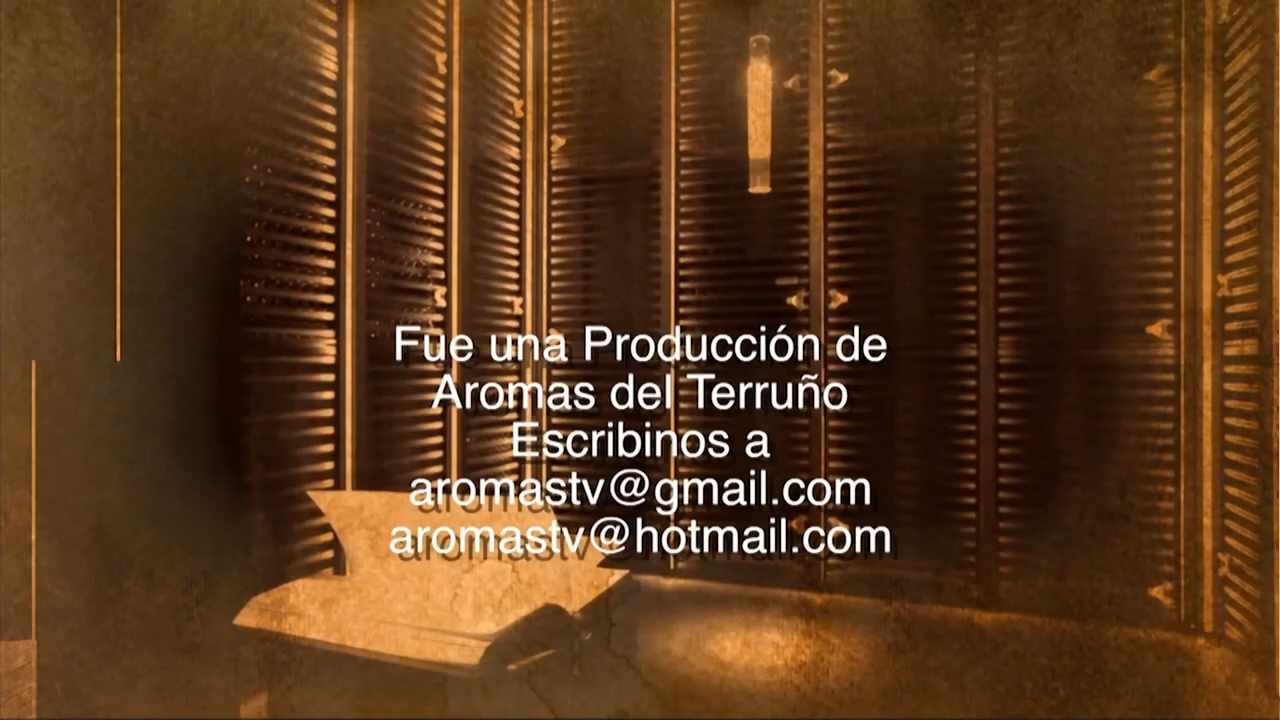 Fue una Producción de
Aromas del Terruño
Escribinos a
aromastv@gmail.com
aromastv@hotmail.com